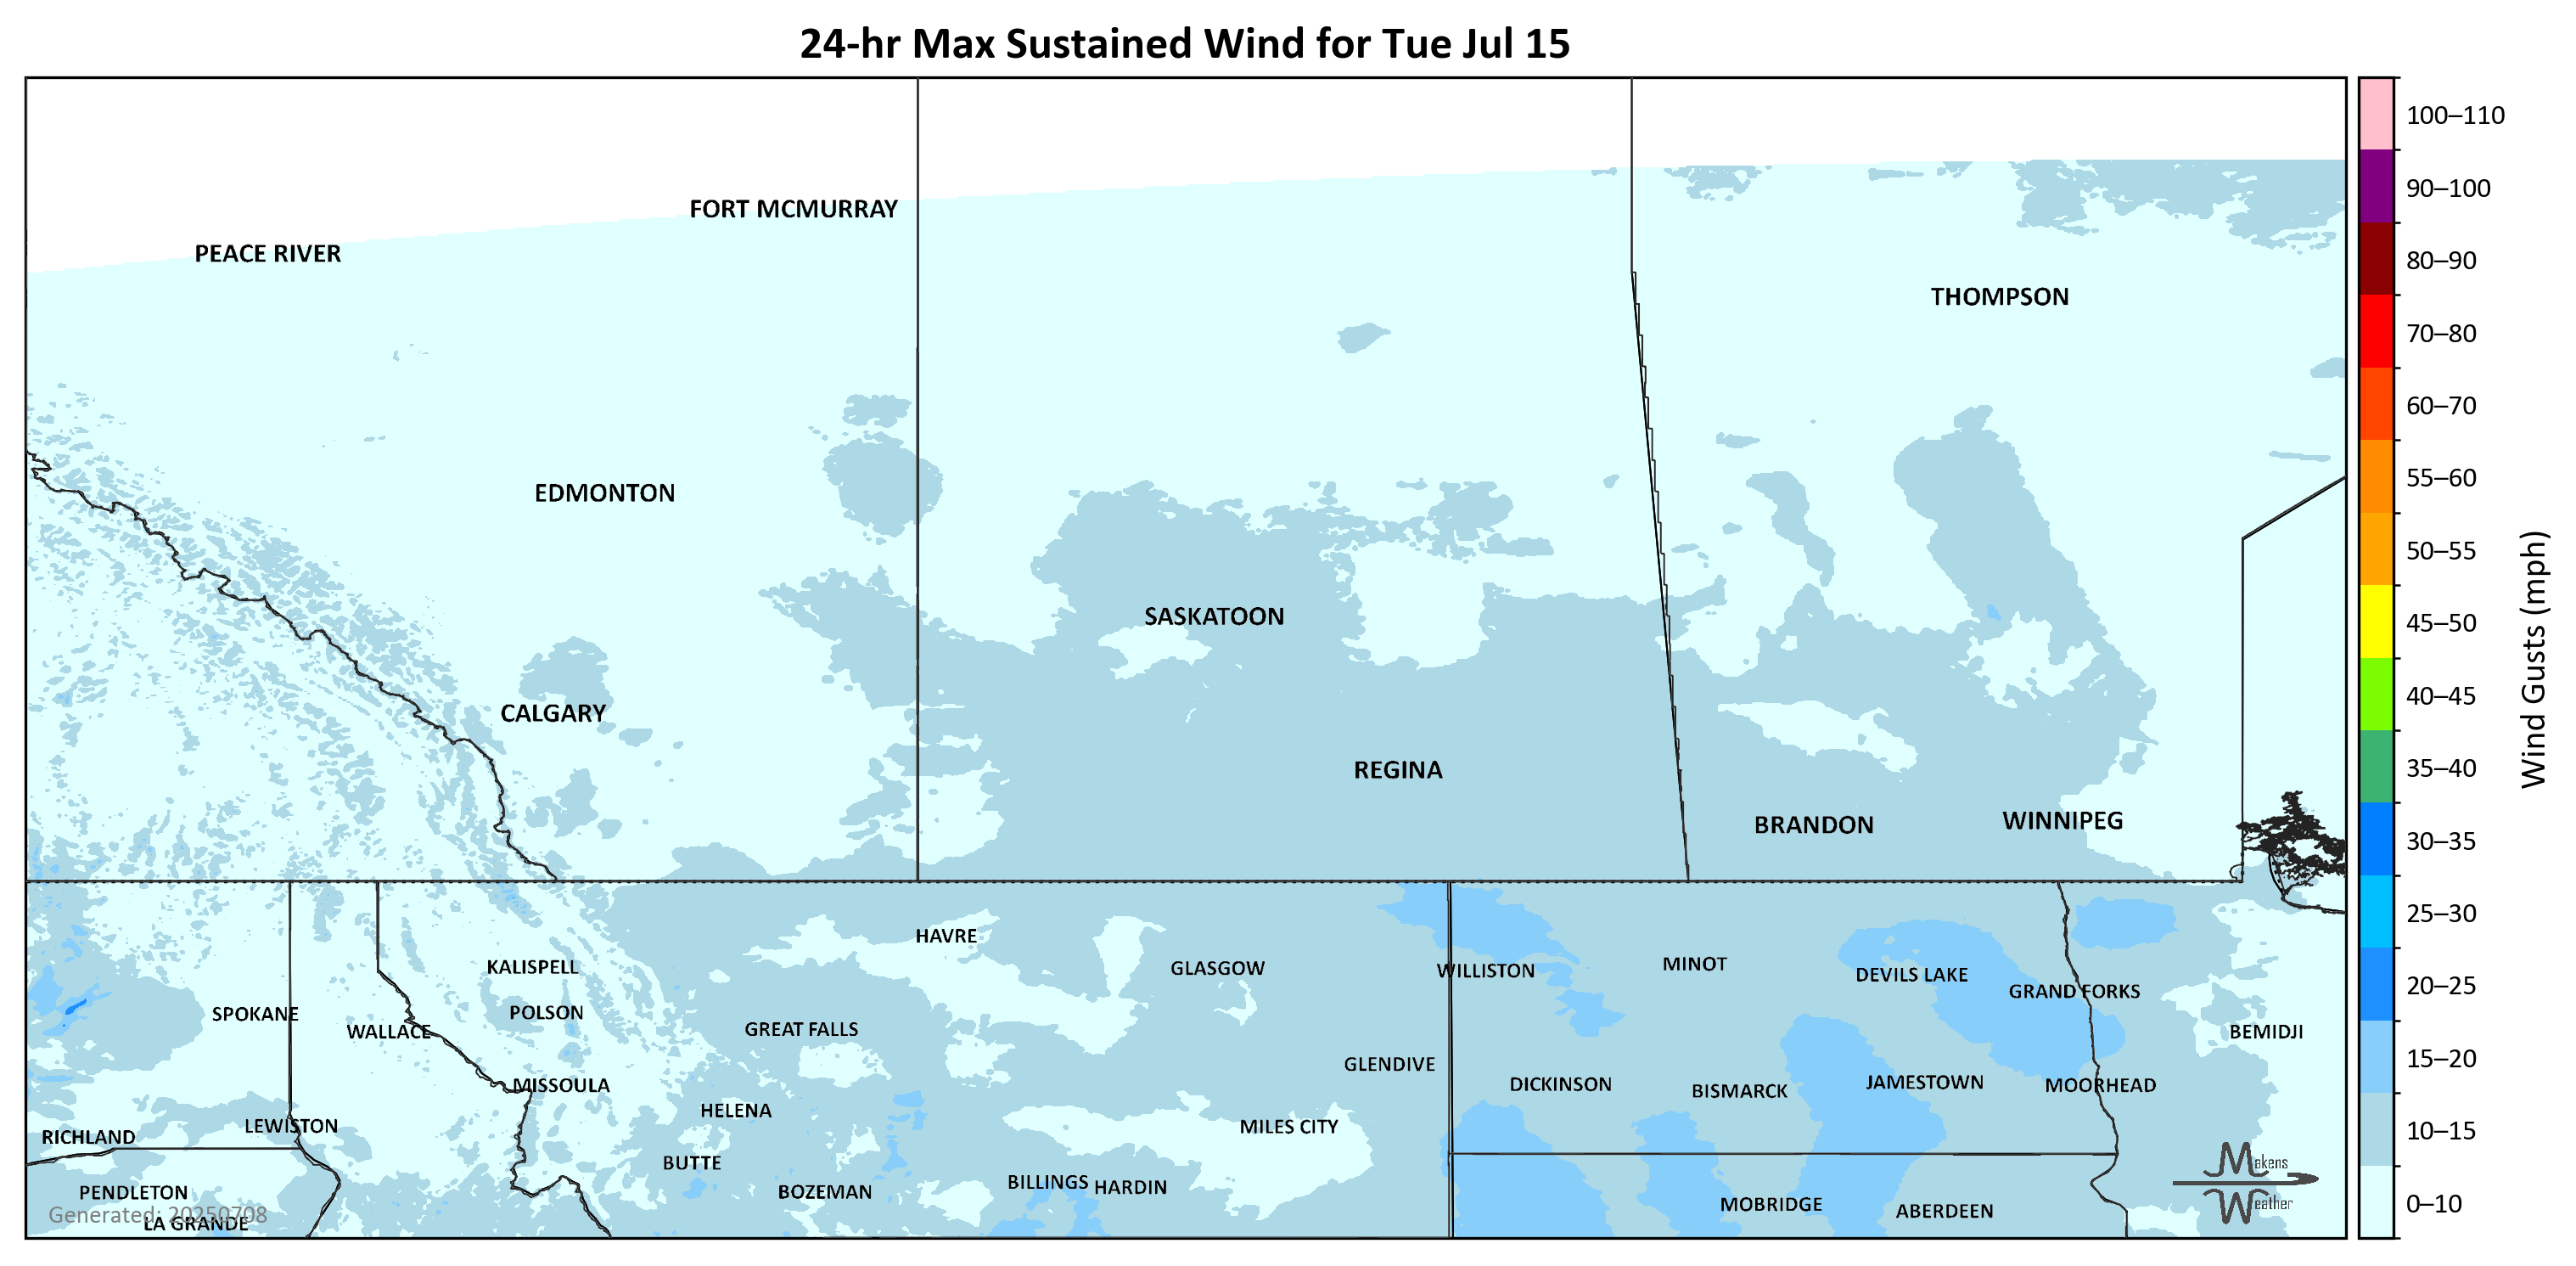 24-hr Max Sustained Wind for Tue Jul 15
100–110
90–100
FORT MCMURRAY
PEACE RIVER
80–90
THOMPSON
70–80
60–70
EDMONTON
55–60
50–55
SASKATOON
45–50
Wind Gusts (mph)
40–45
CALGARY
REGINA
35–40
BRANDON
WINNIPEG
30–35
25–30
HAVRE
KALISPELL
GLASGOW
WILLISTON
MINOT
DEVILS LAKE
20–25
GRAND FORKS
SPOKANE
POLSON
WALLACE
GREAT FALLS
BEMIDJI
15–20
GLENDIVE
MISSOULA
DICKINSON
BISMARCK
JAMESTOWN
MOORHEAD
HELENA
LEWISTON
MILES CITY
10–15
RICHLAND
BUTTE
Makens
PENDLETON
BOZEMAN
BILLINGS
HARDIN
MOBRIDGE
ABERDEEN
Weather
0–10
Generated: 20250708
LA GRANDE